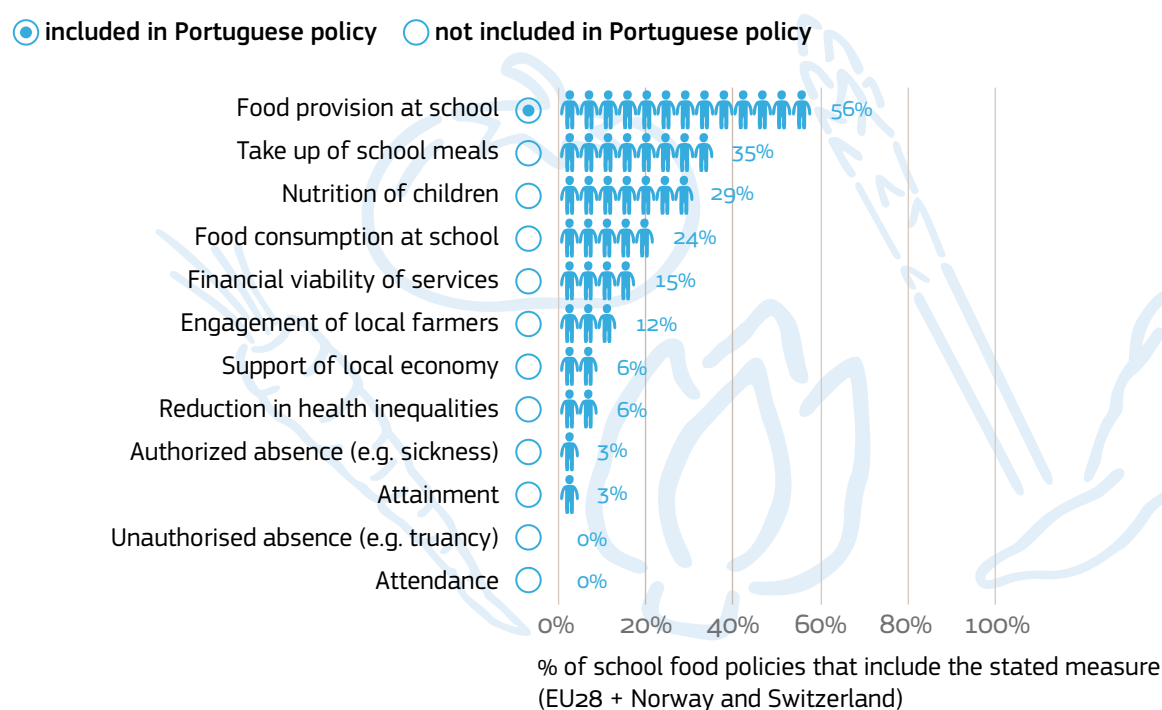 included in Portuguese policy not included in Portuguese policy
Food provision at school 56%
Take up of school meals 35%
Nutrition of children 29%
Food consumption at school 24%
Financial viability of services 15%
Engagement of local farmers 12%
Support of local economy 6%
Reduction in health inequalities 6%
Authorized absence (e.g. sickness) 3%
Attainment 3%
Unauthorised absence (e.g. truancy) 0%
Attendance 0%
0% 20% 40% 60% 80% 100%
% of school food policies that include the stated measure
(EU28 + Norway and Switzerland)